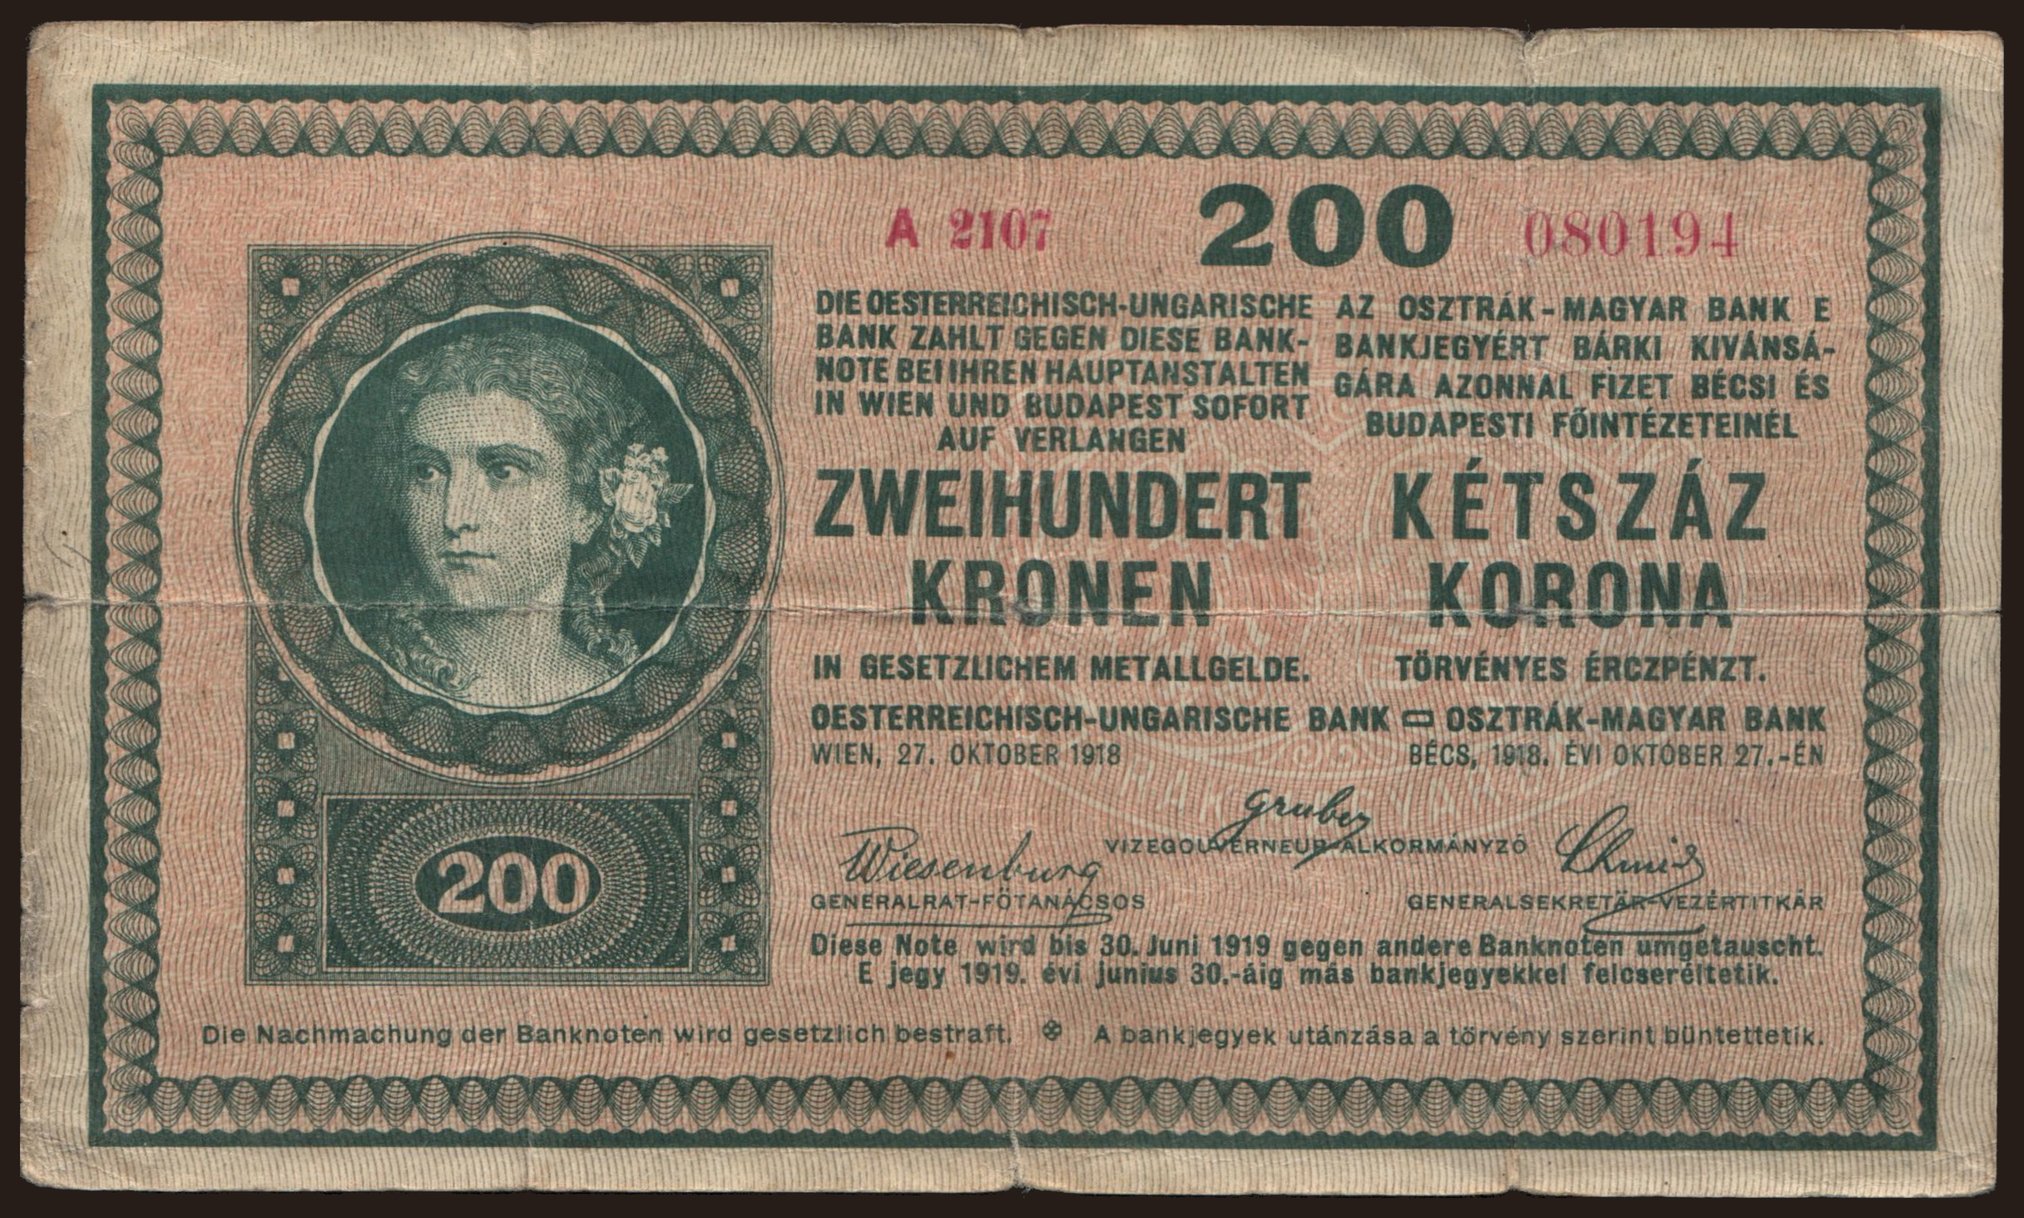 A 2107 200 080194
DIE OESTERREICHISCH-UNGARISCHE
BANK ZAHLT GEGEN DIESE BANK-
NOTE BEI IHREN HAUPTANSTALTEN
IN WIEN UND BUDAPEST SOFORT
AUF VERLANGEN
ZWEIHUNDERT
KRONEN
IN GESETZLICHEM METALLGELDE.
AZ OSZTRÁK-MAGYAR BANK E
BANKJEGYÉRT BÁRKI KIVÁNSÁ-
GÁRA AZONNAL FIZET BÉCSI ÉS
BUDAPESTI FŐINTÉZETEINÉL
KÉTSZÁZ
KORONA
TÖRVÉNYES ÉRCZPÉNZT.
OESTERREICHISCH-UNGARISCHE BANK OSZTRÁK-MAGYAR BANK
WIEN, 27. OKTOBER 1918 BÉCS, 1918. ÉVI OKTÓBER 27.-ÉN
Gruber
VIZEGOUVERNEUR-ALKORMÁNYZÓ
Wiesenburg Schmid
GENERALRAT-FŐTANÁCSOS GENERALSEKRETÄR-VEZÉRTITKÁR
Diese Note wird bis 30. Juni 1919 gegen andere Banknoten umgetauscht.
E jegy 1919. évi junius 30.-áig más bankjegyekkel felcseréltetik.
200
Die Nachmachung der Banknoten wird gesetzlich bestraft. A bankjegyek utánzása a törvény szerint büntettetik.